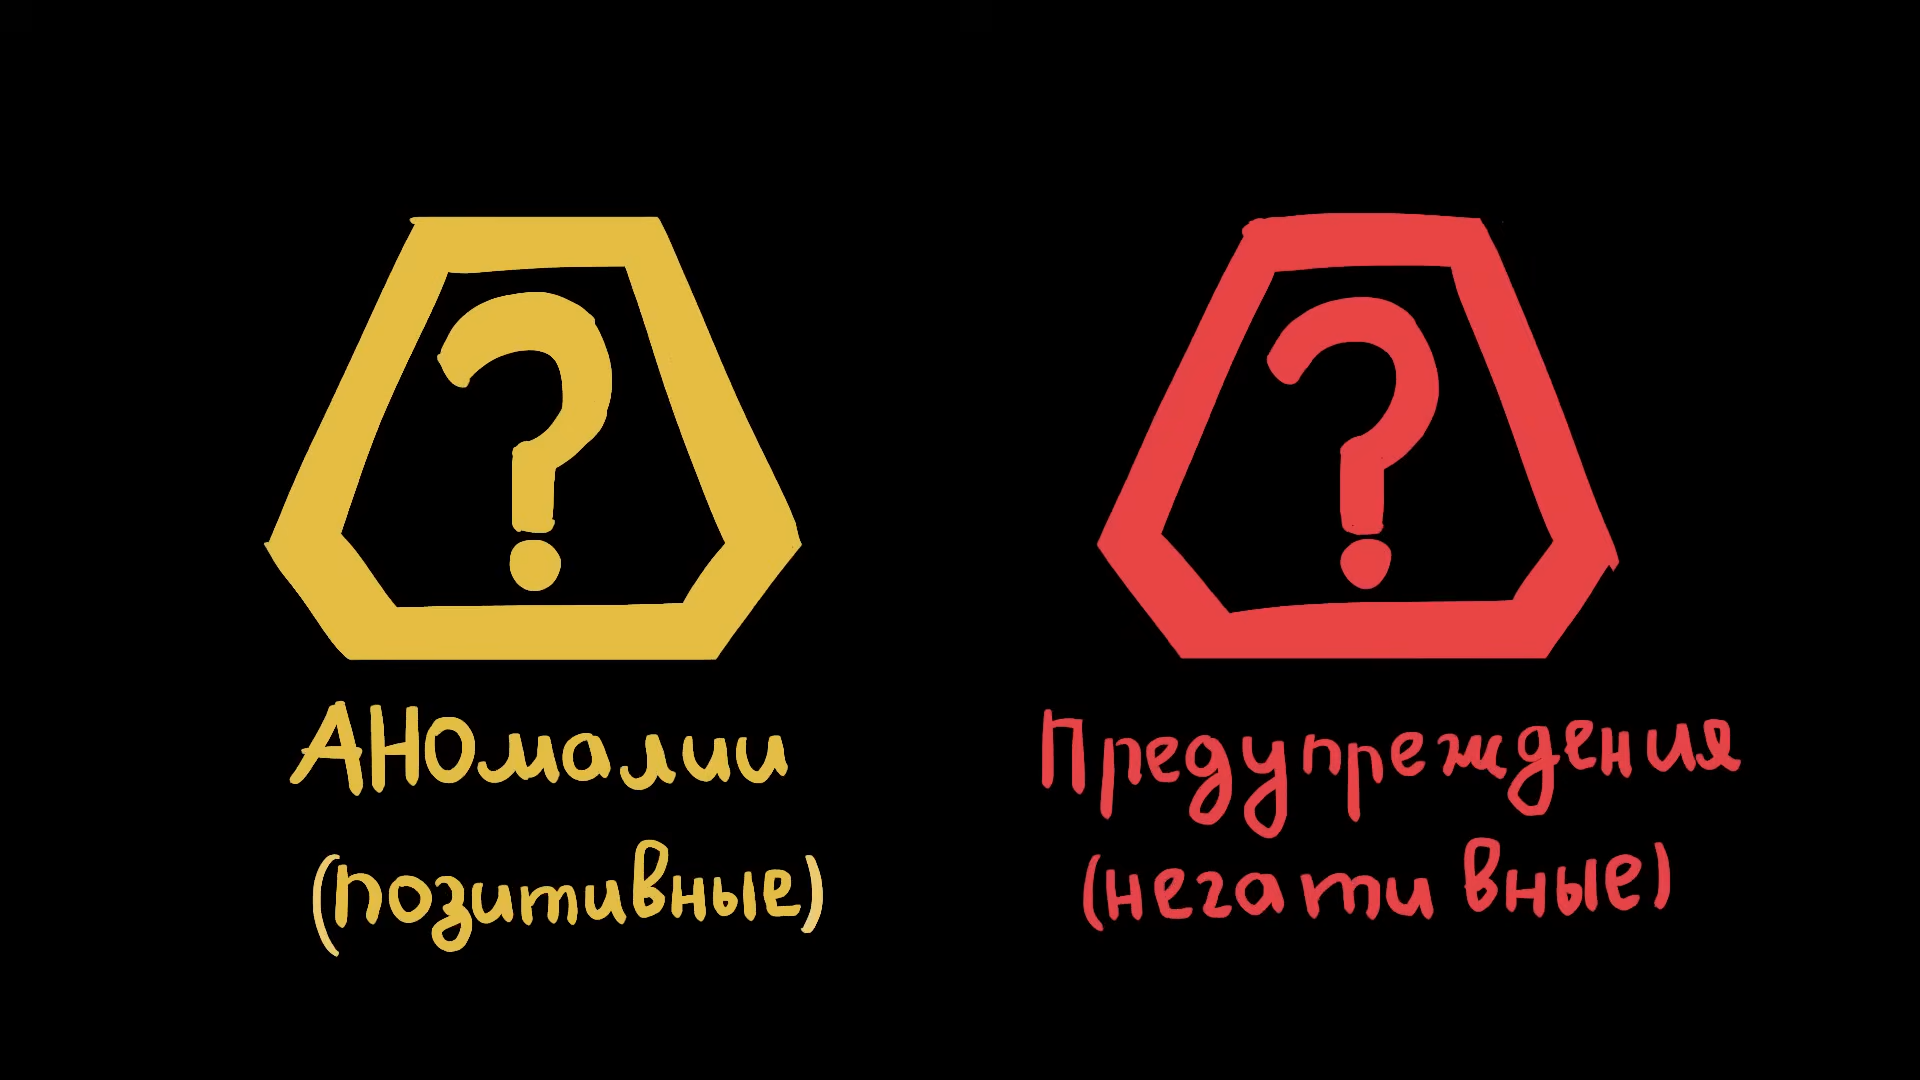 ?
?
Аномалии
(позитивные)
Предупреждения
(негативные)